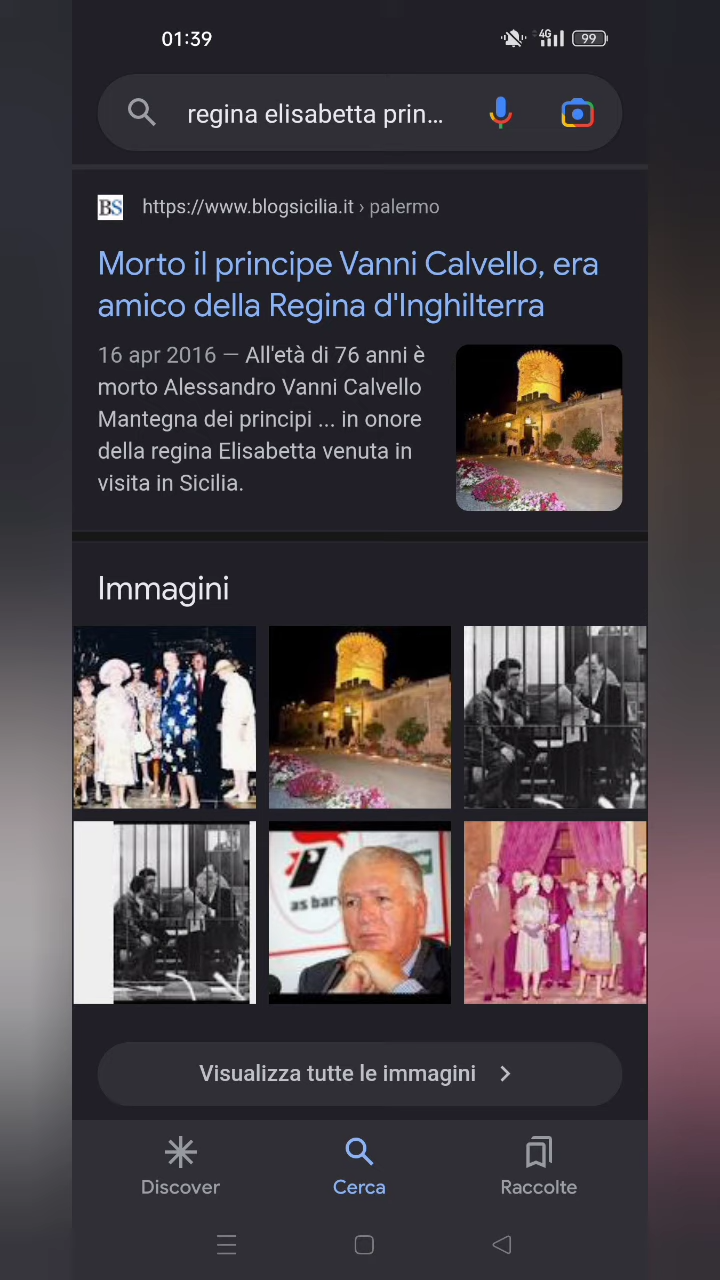 01:39
4G
99
regina elisabetta prin...
BS
https://www.blogsicilia.it › palermo
Morto il principe Vanni Calvello, era
amico della Regina d'Inghilterra
16 apr 2016 — All'età di 76 anni è
morto Alessandro Vanni Calvello
Mantegna dei principi ... in onore
della regina Elisabetta venuta in
visita in Sicilia.
Immagini
as bar
Visualizza tutte le immagini
Discover
Cerca
Raccolte